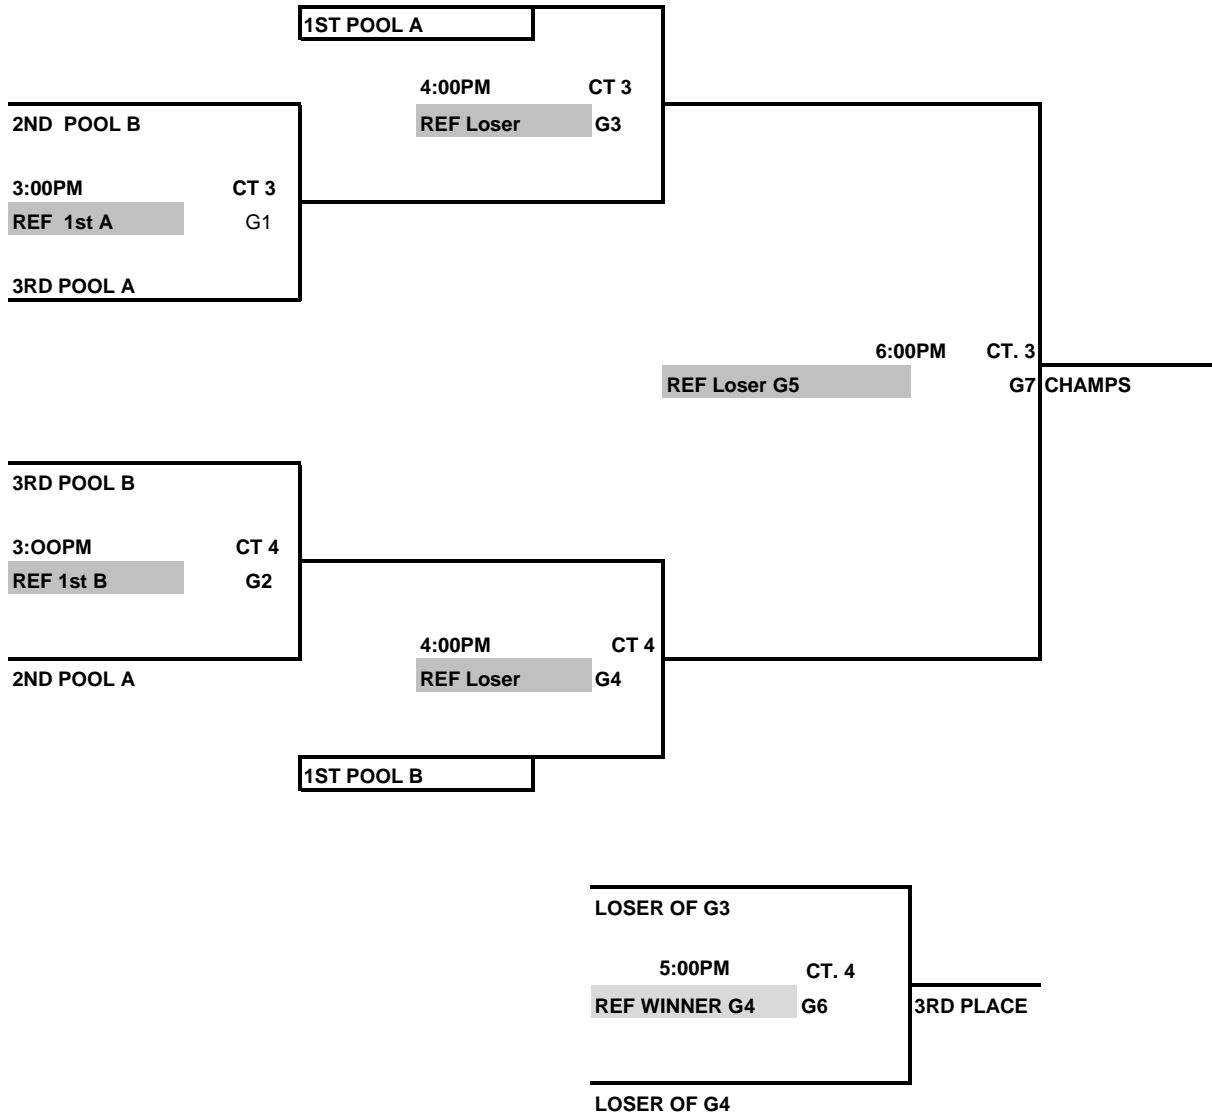 1ST POOL A
4:00PM CT 3
2ND POOL B
REF Loser G3
3:00PM CT 3
REF 1st A G1
3RD POOL A
6:00PM CT. 3
REF Loser G5 G7 CHAMPS
3RD POOL B
3:OOPM CT 4
REF 1st B G2
4:00PM CT 4
2ND POOL A
REF Loser G4
1ST POOL B
LOSER OF G3
5:00PM CT. 4
REF WINNER G4 G6 3RD PLACE
LOSER OF G4